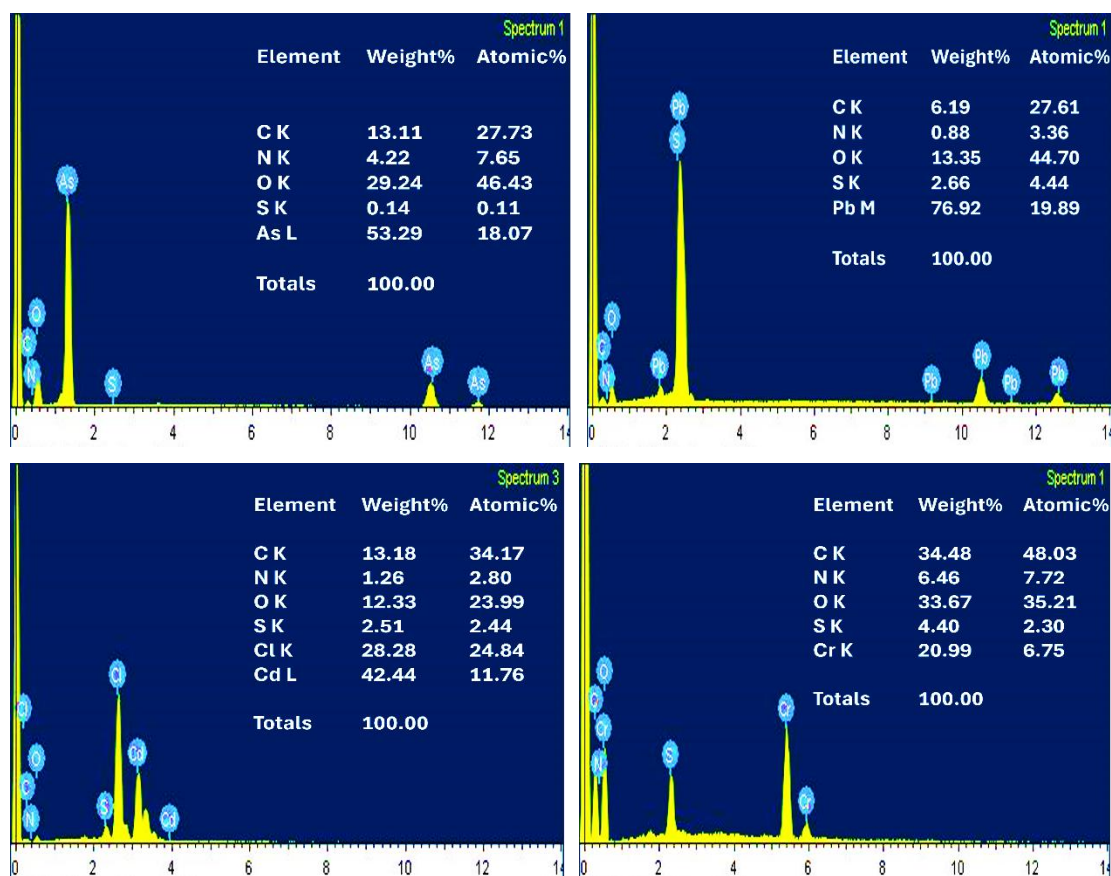 Spectrum 1
Element Weight% Atomic%
C K 13.11 27.73
N K 4.22 7.65
O K 29.24 46.43
S K 0.14 0.11
As L 53.29 18.07
Totals 100.00
As
O
C
N
S
As
As
0 2 4 6 8 10 12 14
Spectrum 1
Element Weight% Atomic%
C K 6.19 27.61
N K 0.88 3.36
O K 13.35 44.70
S K 2.66 4.44
Pb M 76.92 19.89
Totals 100.00
Pb
S
O
C
N
Pb
Pb
Pb
Pb
Pb
0 2 4 6 8 10 12 14
Spectrum 3
Element Weight% Atomic%
C K 13.18 34.17
N K 1.26 2.80
O K 12.33 23.99
S K 2.51 2.44
Cl K 28.28 24.84
Cd L 42.44 11.76
Totals 100.00
Cl
Cl
O
Cd
C
S
N
Cd
0 2 4 6 8 10 12 14
Spectrum 1
Element Weight% Atomic%
C K 34.48 48.03
N K 6.46 7.72
O K 33.67 35.21
S K 4.40 2.30
Cr K 20.99 6.75
Totals 100.00
O
C
Cr
N
S
Cr
Cr
0 2 4 6 8 10 12 14